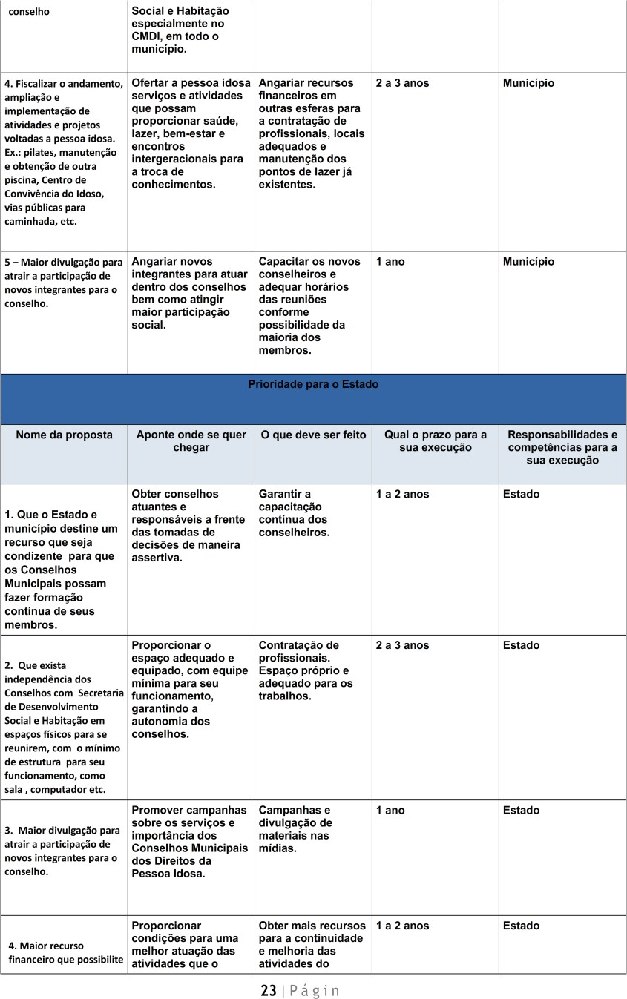 conselho
Social e Habitação
especialmente no
CMDI, em todo o
município.
4. Fiscalizar o andamento,
ampliação e
implementação de
atividades e projetos
voltadas a pessoa idosa.
Ex.: pilates, manutenção
e obtenção de outra
piscina, Centro de
Convivência do Idoso,
vias públicas para
caminhada, etc.
Ofertar a pessoa idosa
serviços e atividades
que possam
proporcionar saúde,
lazer, bem-estar e
encontros
intergeracionais para
a troca de
conhecimentos.
Angariar recursos
financeiros em
outras esferas para
a contratação de
profissionais, locais
adequados e
manutenção dos
pontos de lazer já
existentes.
2 a 3 anos
Município
5 – Maior divulgação para
atrair a participação de
novos integrantes para o
conselho.
Angariar novos
integrantes para atuar
dentro dos conselhos
bem como atingir
maior participação
social.
Capacitar os novos
conselheiros e
adequar horários
das reuniões
conforme
possibilidade da
maioria dos
membros.
1 ano
Município
Prioridade para o Estado
Nome da proposta
Aponte onde se quer
chegar
O que deve ser feito
Qual o prazo para a
sua execução
Responsabilidades e
competências para a
sua execução
1. Que o Estado e
município destine um
recurso que seja
condizente para que
os Conselhos
Municipais possam
fazer formação
contínua de seus
membros.
Obter conselhos
atuantes e
responsáveis a frente
das tomadas de
decisões de maneira
assertiva.
Garantir a
capacitação
contínua dos
conselheiros.
1 a 2 anos
Estado
2. Que exista
independência dos
Conselhos com Secretaria
de Desenvolvimento
Social e Habitação em
espaços físicos para se
reunirem, com o mínimo
de estrutura para seu
funcionamento, como
sala , computador etc.
Proporcionar o
espaço adequado e
equipado, com equipe
mínima para seu
funcionamento,
garantindo a
autonomia dos
conselhos.
Contratação de
profissionais.
Espaço próprio e
adequado para os
trabalhos.
2 a 3 anos
Estado
3. Maior divulgação para
atrair a participação de
novos integrantes para o
conselho.
Promover campanhas
sobre os serviços e
importância dos
Conselhos Municipais
dos Direitos da
Pessoa Idosa.
Campanhas e
divulgação de
materiais nas
mídias.
1 ano
Estado
4. Maior recurso
financeiro que possibilite
Proporcionar
condições para uma
melhor atuação das
atividades que o
Obter mais recursos
para a continuidade
e melhoria das
atividades do
1 a 2 anos
Estado
23 | Págin